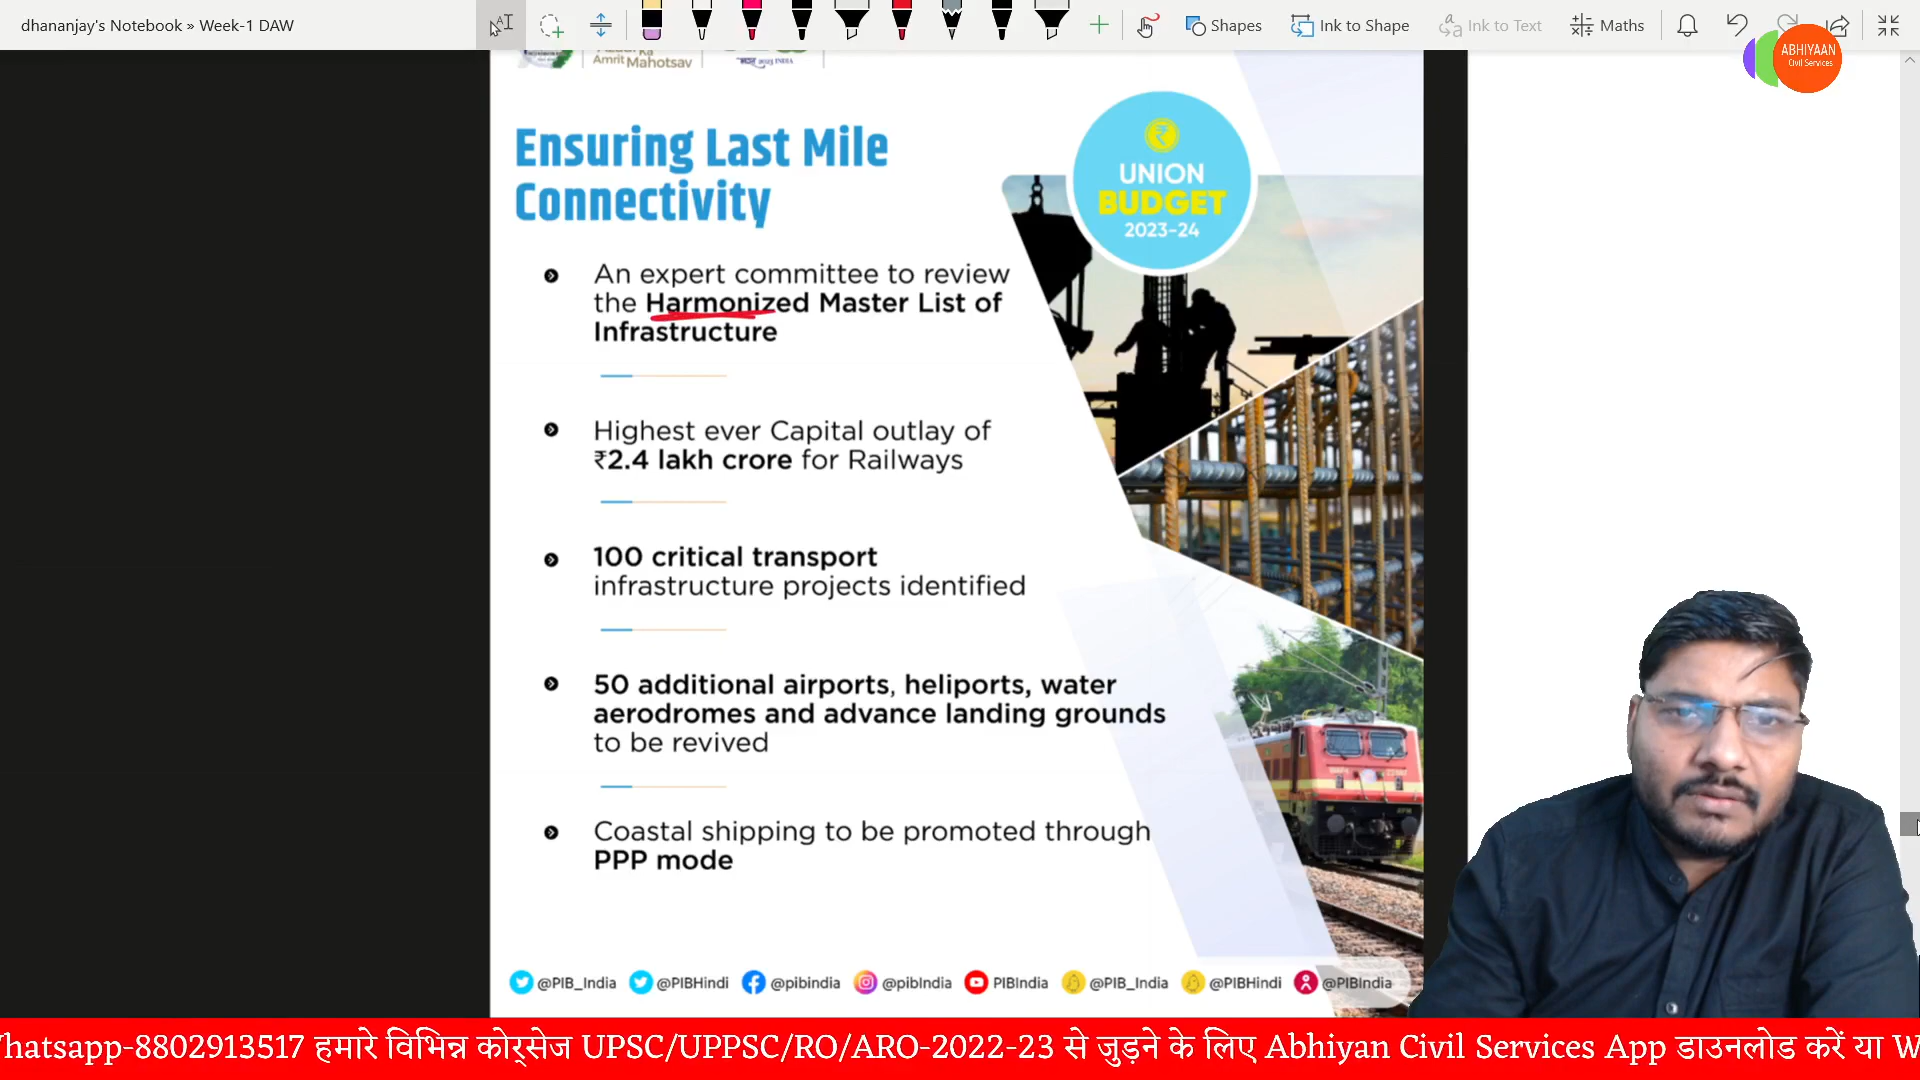 dhananjay's Notebook » Week-1 DAW
Shapes
Ink to Shape
Ink to Text
Maths
ABHIYAAN
Civil Services
Amrit Mahotsav
Ensuring Last Mile
Connectivity
UNION
BUDGET
2023-24
An expert committee to review
the Harmonized Master List of
Infrastructure
Highest ever Capital outlay of
₹2.4 lakh crore for Railways
100 critical transport
infrastructure projects identified
50 additional airports, heliports, water
aerodromes and advance landing grounds
to be revived
Coastal shipping to be promoted through
PPP mode
@PIB_India @PIBHindi @pibindia @pibIndia PIBIndia @PIB_India @PIBHindi @PIBIndia
hatsapp-8802913517 हमारे विभिन्न कोर्सेज UPSC/UPPSC/RO/ARO-2022-23 से जुड़ने के लिए Abhiyan Civil Services App डाउनलोड करें या W